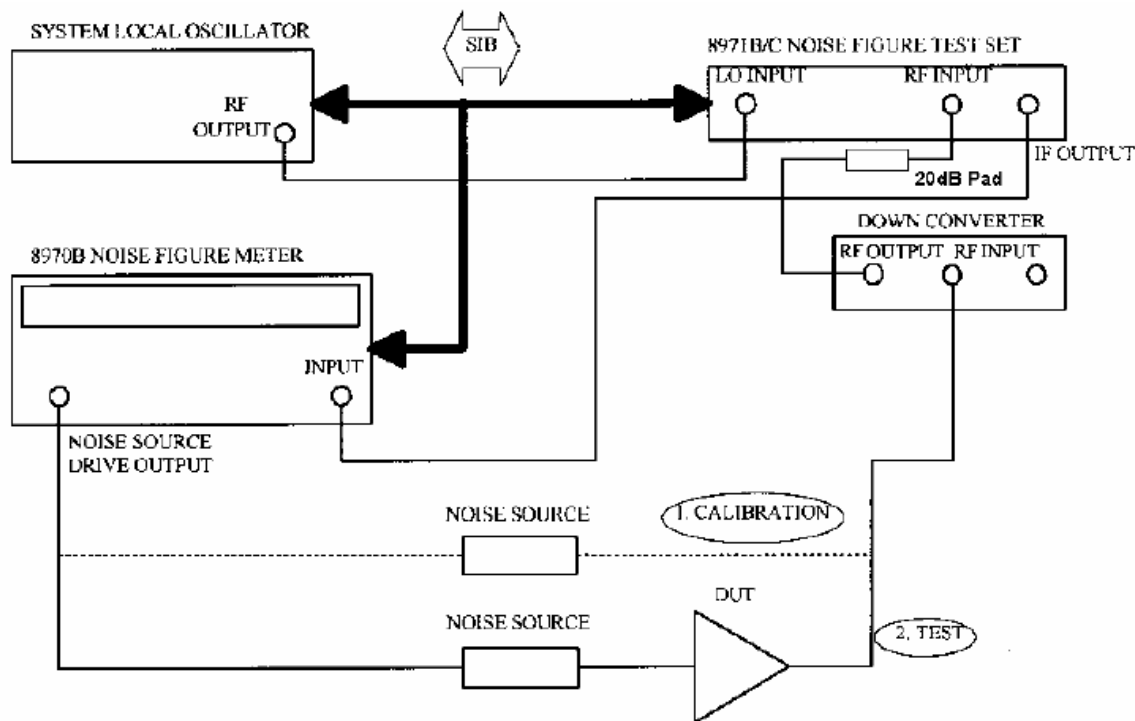 SYSTEM LOCAL OSCILLATOR
SIB
8971B/C NOISE FIGURE TEST SET
LO INPUT
RF INPUT
RF
OUTPUT
IF OUTPUT
20dB Pad
DOWN CONVERTER
RF OUTPUT
RF INPUT
8970B NOISE FIGURE METER
INPUT
NOISE SOURCE
DRIVE OUTPUT
NOISE SOURCE
1. CALIBRATION
NOISE SOURCE
DUT
2. TEST